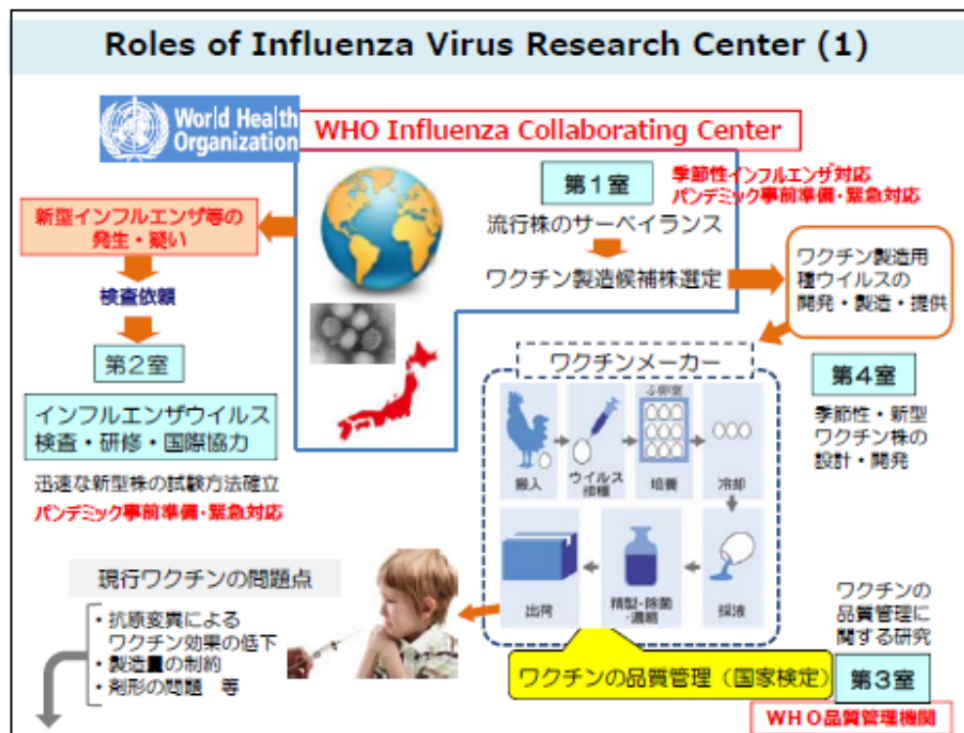 Roles of Influenza Virus Research Center (1)
World Health
Organization
WHO Influenza Collaborating Center
第1室
季節性インフルエンザ対応
パンデミック事前準備・緊急対応
流行株のサーベイランス
ワクチン製造候補株選定
ワクチン製造用
種ウイルスの
開発・製造・提供
新型インフルエンザ等の
発生・疑い
検査依頼
第2室
インフルエンザウイルス
検査・研修・国際協力
迅速な新型株の試験方法確立
パンデミック事前準備・緊急対応
ワクチンメーカー
ふ卵室
搬入
ウイルス
接種
培養
冷却
出荷
精製・除菌
・濃縮
採液
第4室
季節性・新型
ワクチン株の
設計・開発
現行ワクチンの問題点
・抗原変異による
ワクチン効果の低下
・製造量の制約
・剤形の問題 等
ワクチンの
品質管理に
関する研究
ワクチンの品質管理(国家検定)
第3室
WHO品質管理機関